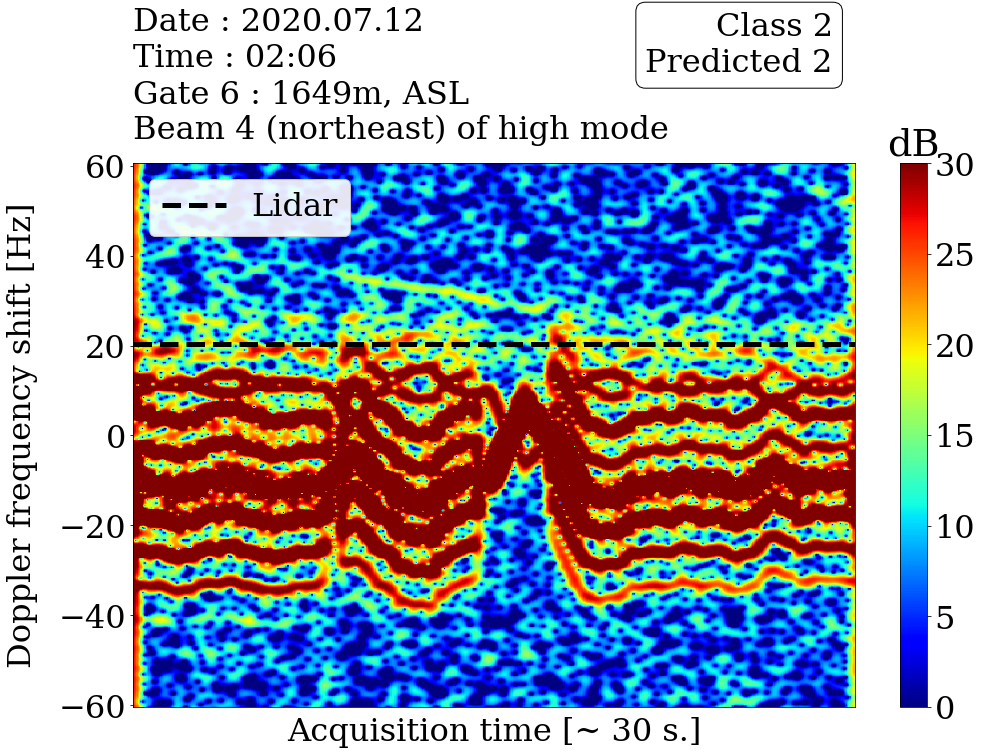 Date : 2020.07.12
Time : 02:06
Gate 6 : 1649m, ASL
Beam 4 (northeast) of high mode
Class 2
Predicted 2
dB
Lidar
Doppler frequency shift [Hz]
60
40
20
0
−20
−40
−60
30
25
20
15
10
5
0
Acquisition time [~ 30 s.]